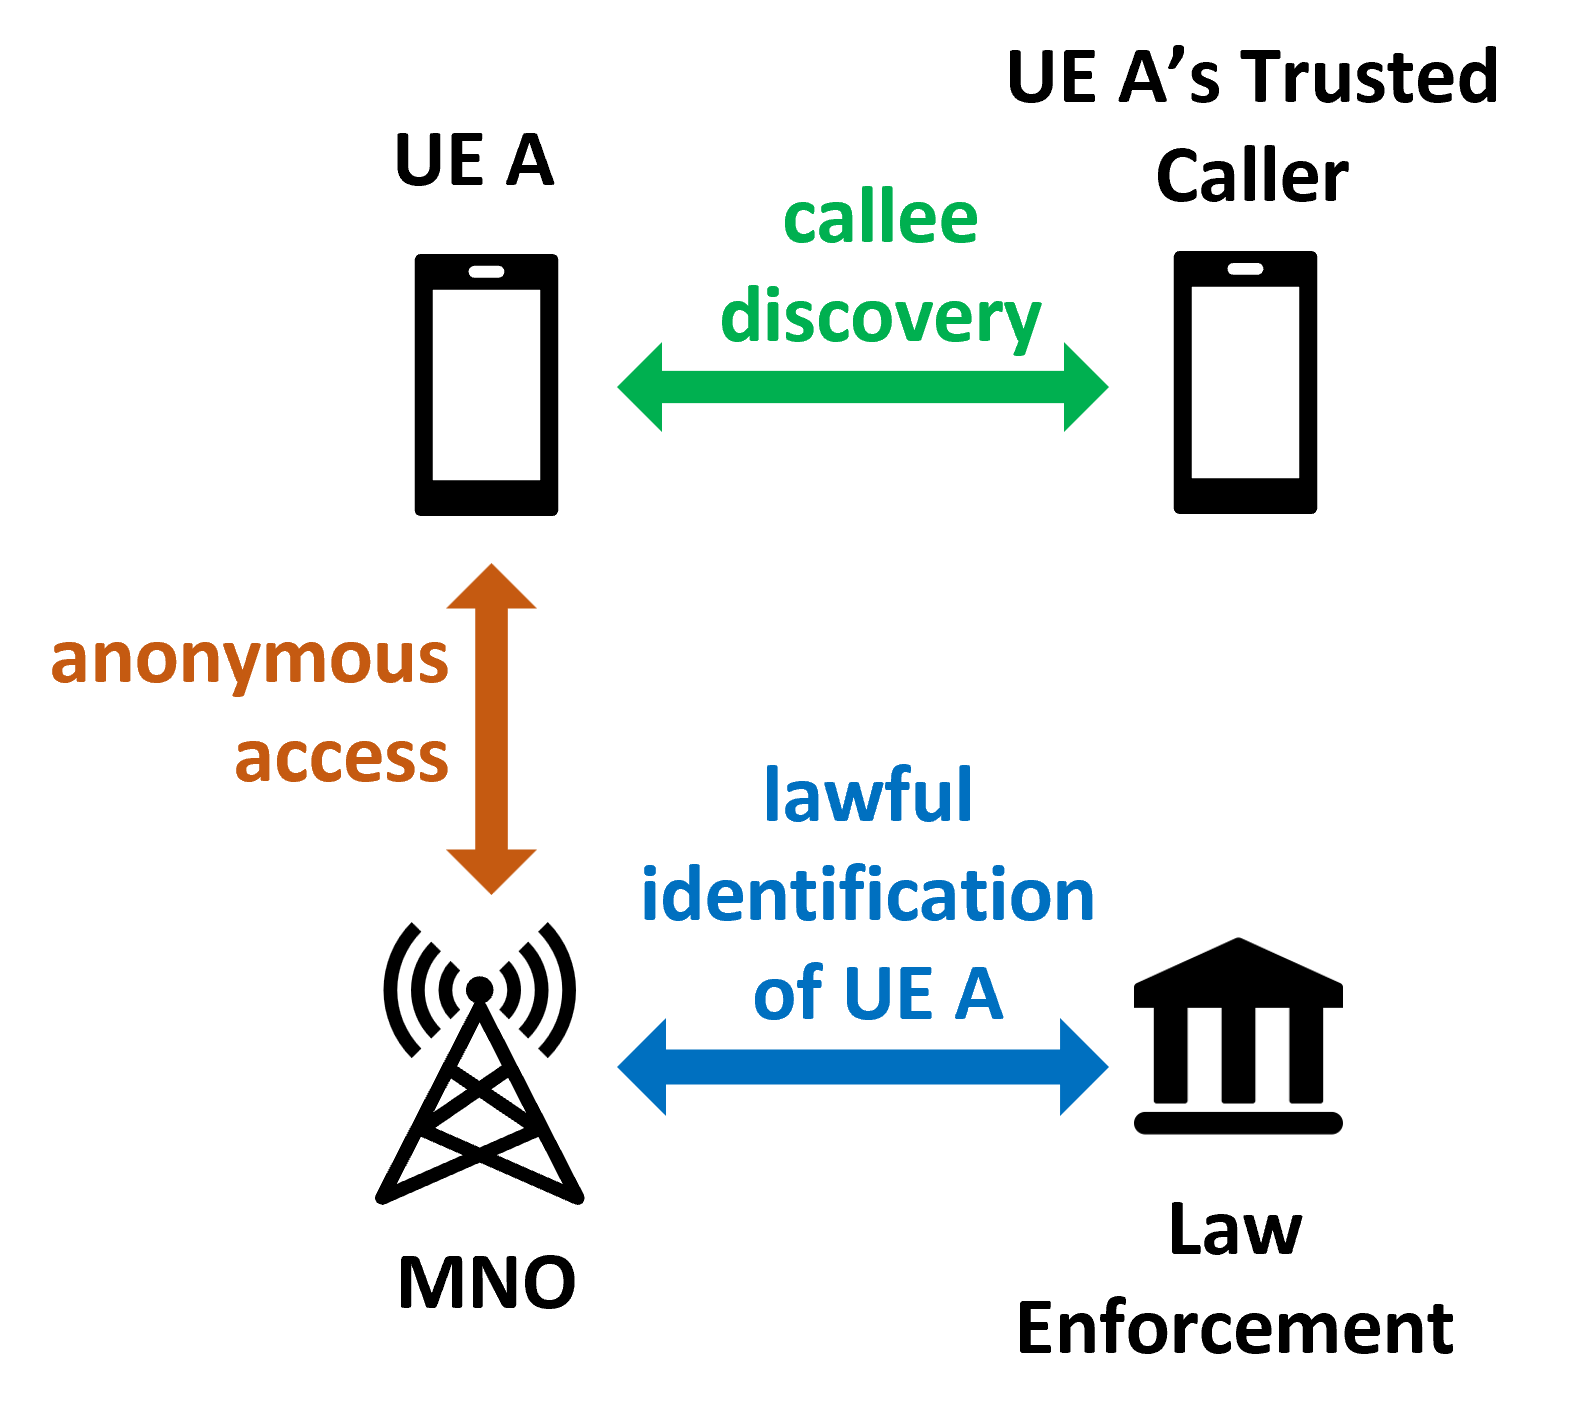 UE A's Trusted
Caller
UE A
callee
discovery
anonymous
access
lawful
identification
of UE A
MNO
Law
Enforcement